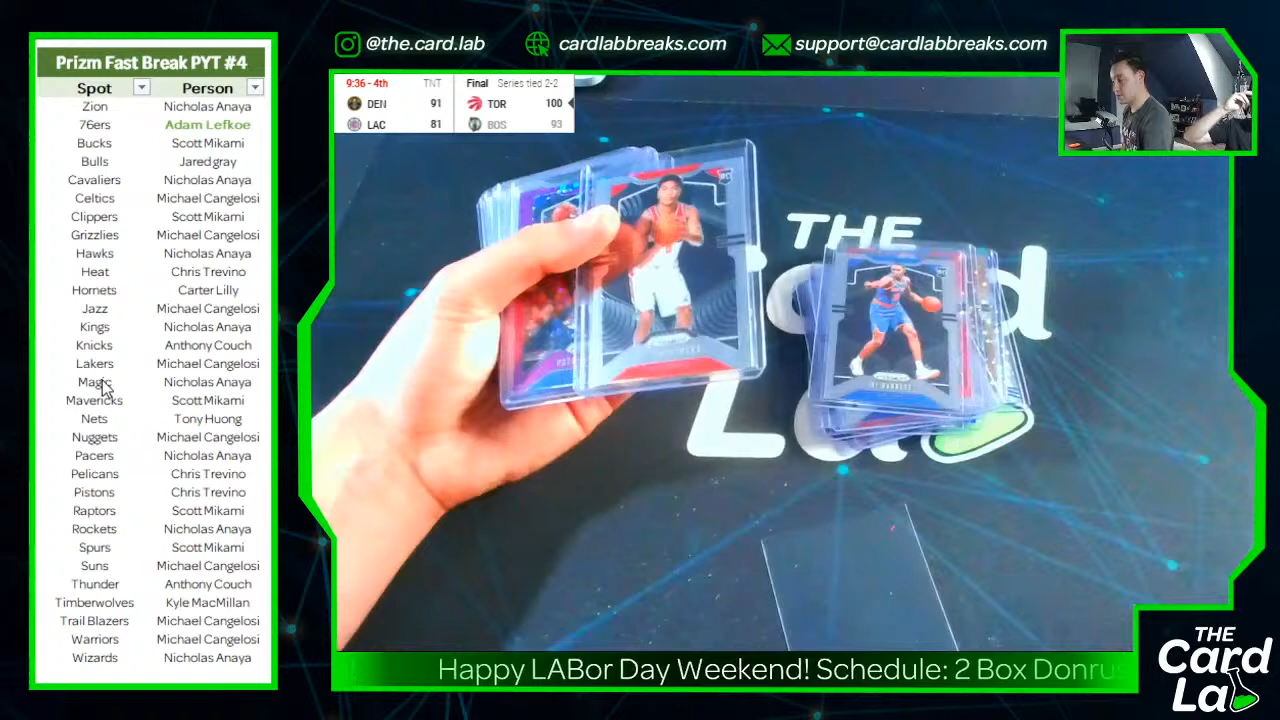 @the.card.lab
cardlabbreaks.com
support@cardlabbreaks.com
Prizm Fast Break PYT #4
Spot Person
Zion Nicholas Anaya
76ers Adam Lefkoe
Bucks Scott Mikami
Bulls Jared gray
Cavaliers Nicholas Anaya
Celtics Michael Cangelosi
Clippers Scott Mikami
Grizzlies Michael Cangelosi
Hawks Nicholas Anaya
Heat Chris Trevino
Hornets Carter Lilly
Jazz Michael Cangelosi
Kings Nicholas Anaya
Knicks Anthony Couch
Lakers Michael Cangelosi
Magic Nicholas Anaya
Mavericks Scott Mikami
Nets Tony Huong
Nuggets Michael Cangelosi
Pacers Nicholas Anaya
Pelicans Chris Trevino
Pistons Chris Trevino
Raptors Scott Mikami
Rockets Nicholas Anaya
Spurs Scott Mikami
Suns Michael Cangelosi
Thunder Anthony Couch
Timberwolves Kyle MacMillan
Trail Blazers Michael Cangelosi
Warriors Michael Cangelosi
Wizards Nicholas Anaya
9:36 - 4th TNT
DEN 91
LAC 81
Final Series tied 2-2
TOR 100
BOS 93
THE
Card
Lab
Happy LABor Day Weekend! Schedule: 2 Box Donrus
THE
Card
Lab